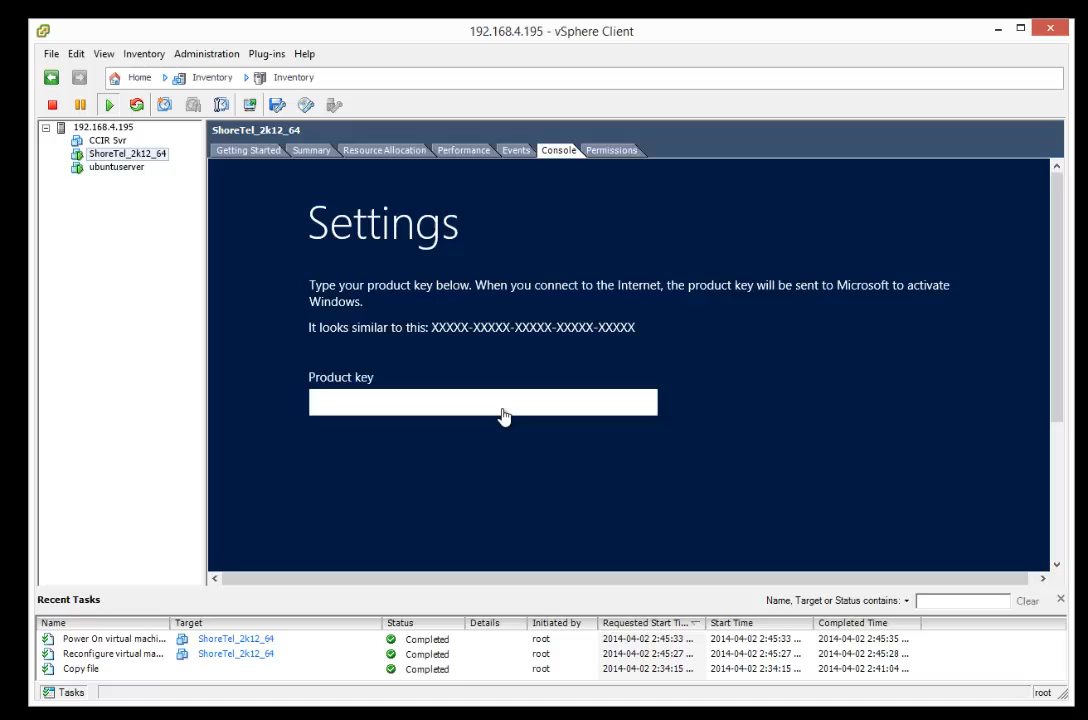 192.168.4.195 - vSphere Client
File Edit View Inventory Administration Plug-ins Help
Home Inventory Inventory
192.168.4.195
CCIR Svr
ShoreTel_2k12_64
ubuntuserver
ShoreTel_2k12_64
Getting Started Summary Resource Allocation Performance Events Console Permissions
Settings
Type your product key below. When you connect to the Internet, the product key will be sent to Microsoft to activate
Windows.
It looks similar to this: XXXXX-XXXXX-XXXXX-XXXXX-XXXXX
Product key
Recent Tasks
Name, Target or Status contains: Clear
Name Target Status Details Initiated by Requested Start Ti... Start Time Completed Time
Power On virtual machi... ShoreTel_2k12_64 Completed root 2014-04-02 2:45:33 ... 2014-04-02 2:45:33 ... 2014-04-02 2:45:35 ...
Reconfigure virtual ma... ShoreTel_2k12_64 Completed root 2014-04-02 2:45:27 ... 2014-04-02 2:45:27 ... 2014-04-02 2:45:28 ...
Copy file Completed root 2014-04-02 2:34:15 ... 2014-04-02 2:34:15 ... 2014-04-02 2:41:04 ...
Tasks root